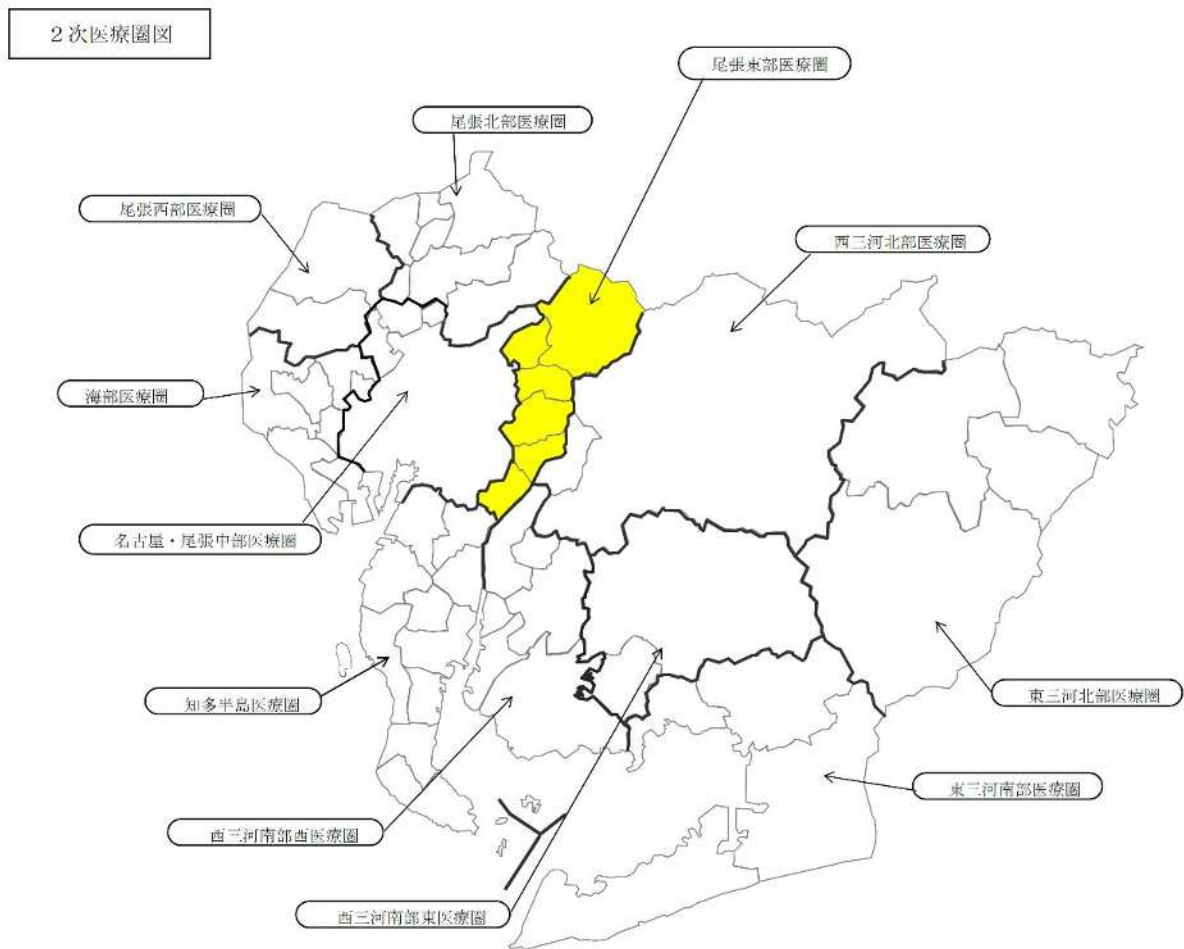 2次医療圏図
尾張東部医療圏
尾張北部医療圏
尾張西部医療圏
西三河北部医療圏
海部医療圏
名古屋・尾張中部医療圏
知多半島医療圏
東三河北部医療圏
東三河南部医療圏
西三河南部西医療圏
西三河南部東医療圏